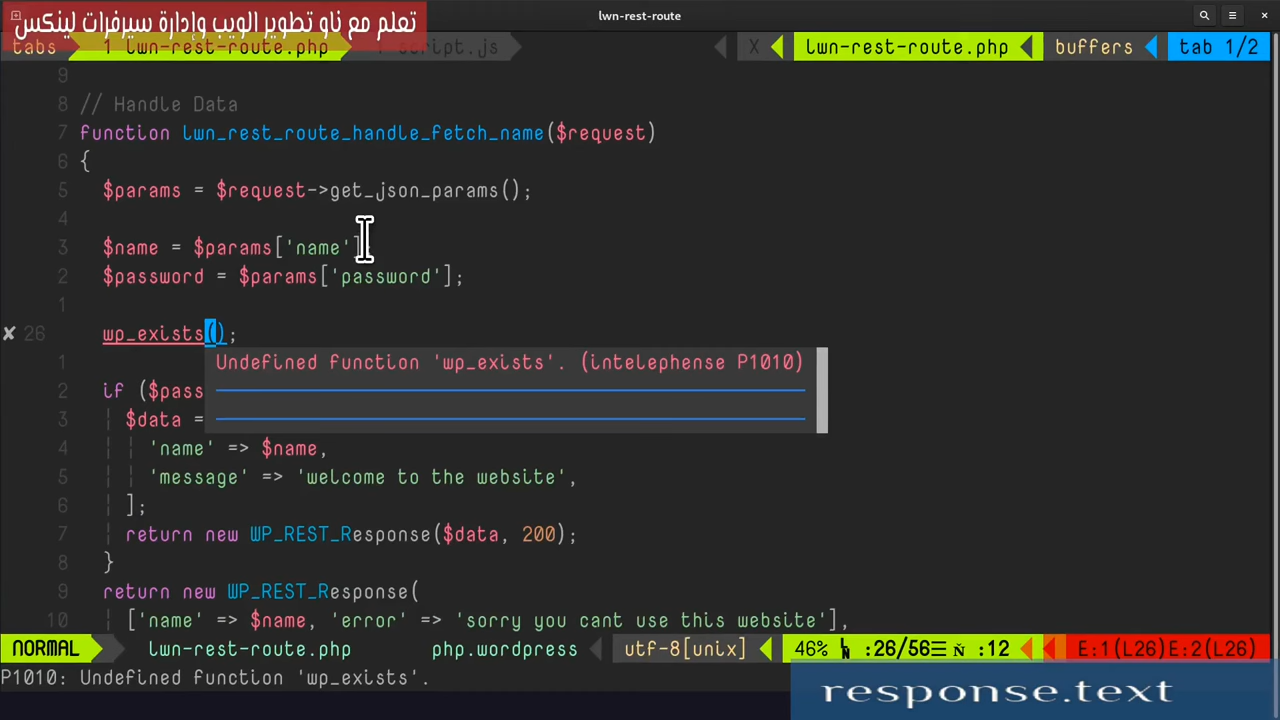 lwn-rest-route
تعلم مع ناو تطوير الويب وإدارة سيرفرات لينكس
tabs 1 lwn-rest-route.php script.js X lwn-rest-route.php buffers tab 1/2
9
8 // Handle Data
7 function lwn_rest_route_handle_fetch_name($request)
6 {
5 $params = $request->get_json_params();
4
3 $name = $params['name'];
2 $password = $params['password'];
1
✘ 26 wp_exists();
1 Undefined function 'wp_exists'. (intelephense P1010)
2 if ($pass
3 $data =
4 'name' => $name,
5 'message' => 'welcome to the website',
6 ];
7 return new WP_REST_Response($data, 200);
8 }
9 return new WP_REST_Response(
10 ['name' => $name, 'error' => 'sorry you cant use this website'],
NORMAL lwn-rest-route.php php.wordpress utf-8[unix] 46% :26/56☰ :12 E:1(L26)E:2(L26)
P1010: Undefined function 'wp_exists'.
response.text